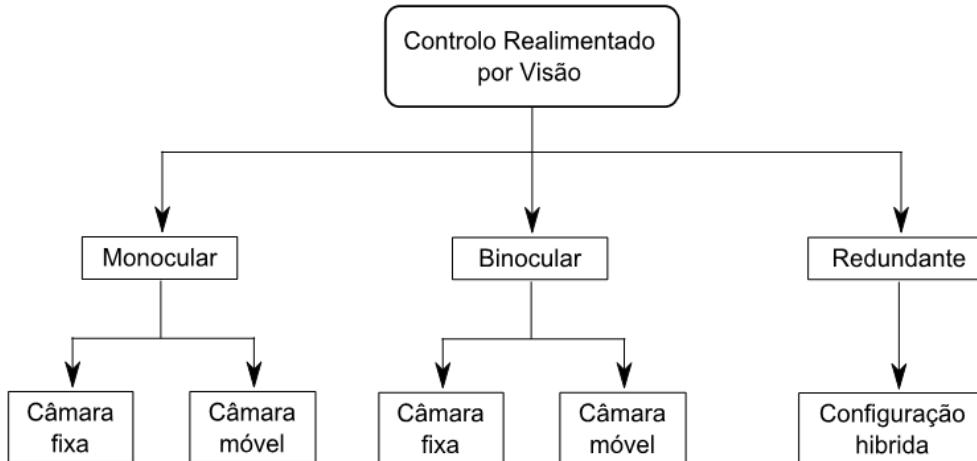 Controlo Realimentado
por Visão
Monocular
Binocular
Redundante
Câmara
fixa
Câmara
móvel
Câmara
fixa
Câmara
móvel
Configuração
hibrida